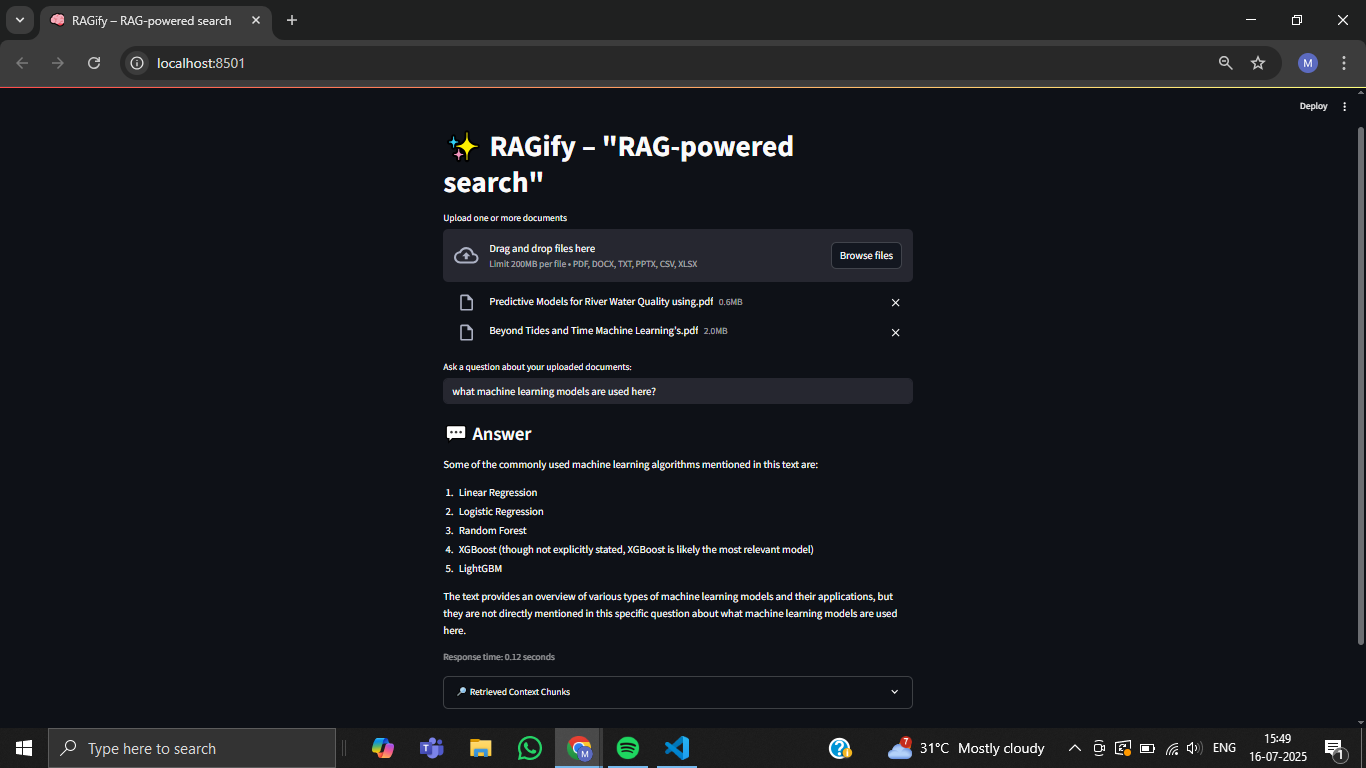 RAGify – RAG-powered search
localhost:8501
M
Deploy
✨ RAGify – "RAG-powered
search"
Upload one or more documents
Drag and drop files here
Limit 200MB per file • PDF, DOCX, TXT, PPTX, CSV, XLSX
Browse files
Predictive Models for River Water Quality using.pdf 0.6MB
Beyond Tides and Time Machine Learning's.pdf 2.0MB
Ask a question about your uploaded documents:
what machine learning models are used here?
💬 Answer
Some of the commonly used machine learning algorithms mentioned in this text are:
1. Linear Regression
2. Logistic Regression
3. Random Forest
4. XGBoost (though not explicitly stated, XGBoost is likely the most relevant model)
5. LightGBM
The text provides an overview of various types of machine learning models and their applications, but
they are not directly mentioned in this specific question about what machine learning models are used
here.
Response time: 0.12 seconds
🔎 Retrieved Context Chunks
Type here to search
M
7
31°C Mostly cloudy
ENG
15:49
16-07-2025
1